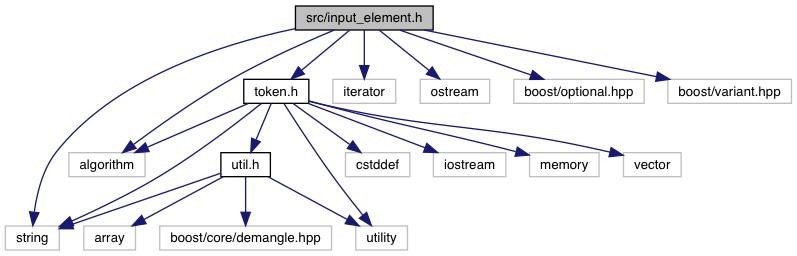 src/input_element.h
token.h
iterator
ostream
boost/optional.hpp
boost/variant.hpp
algorithm
util.h
cstddef
iostream
memory
vector
string
array
boost/core/demangle.hpp
utility